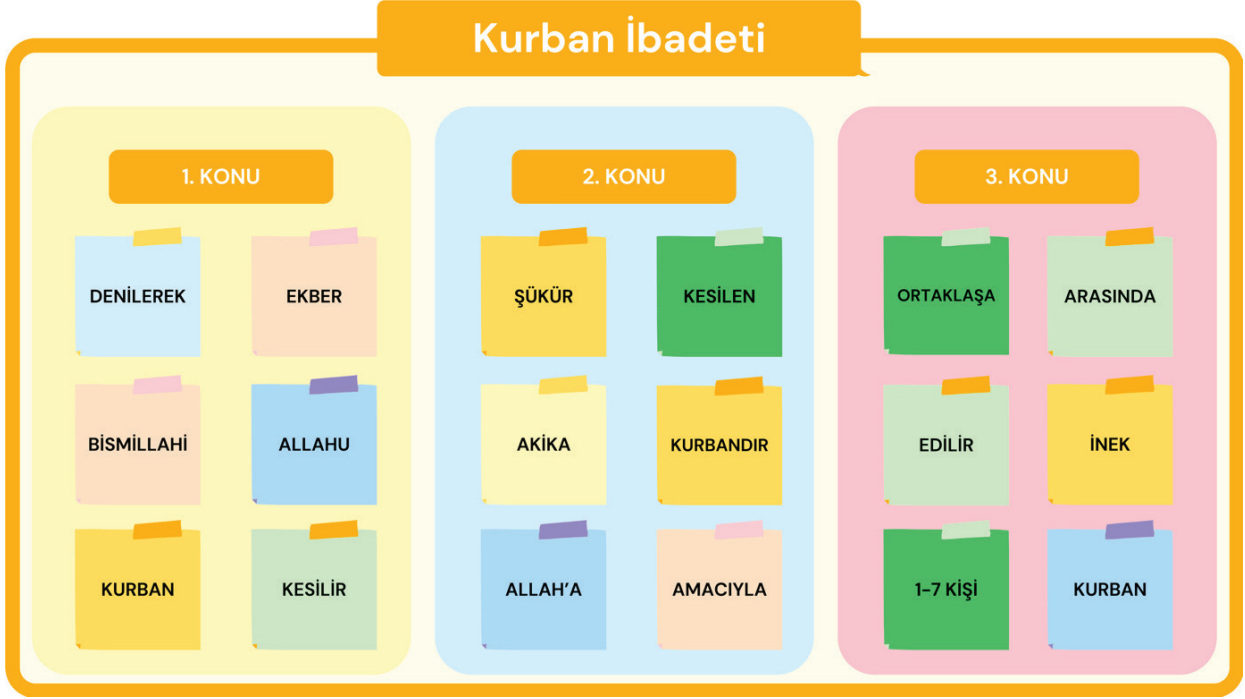 Kurban İbadeti
1. KONU
DENİLEREK
EKBER
BİSMİLLAHİ
ALLAHU
KURBAN
KESİLİR
2. KONU
ŞÜKÜR
KESİLEN
AKİKA
KURBANDIR
ALLAH'A
AMACIYLA
3. KONU
ORTAKLAŞA
ARASINDA
EDİLİR
İNEK
1-7 KİŞİ
KURBAN